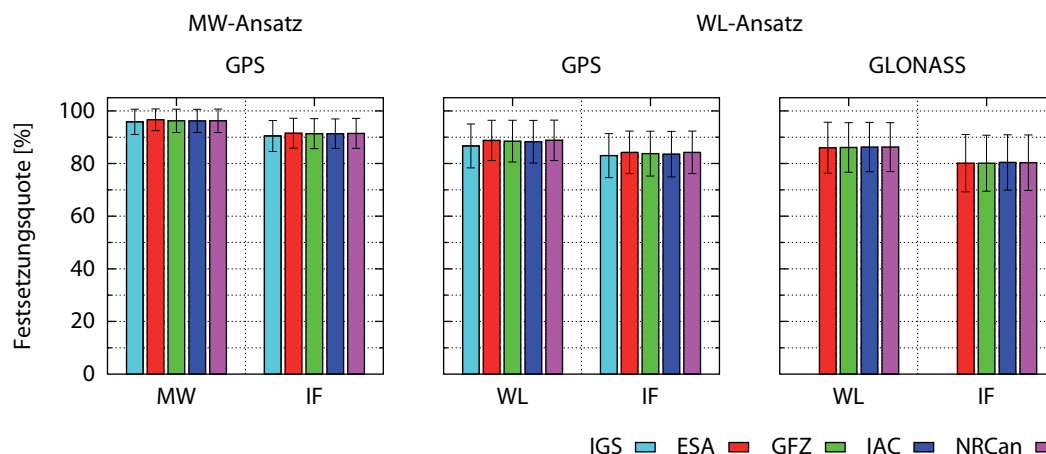 MW-Ansatz WL-Ansatz
GPS GPS GLONASS
Festsetzungsquote [%]
100
80
60
40
20
0
MW IF WL IF WL IF
IGS ESA GFZ IAC NRCan